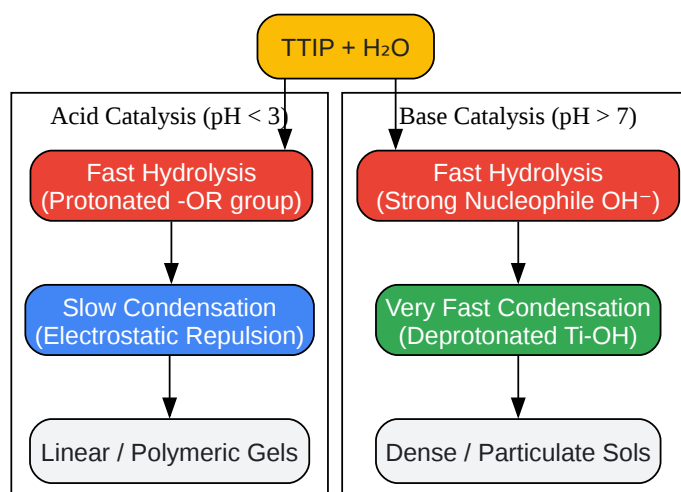 TTIP + H₂O
Acid Catalysis (pH < 3)
Fast Hydrolysis
(Protonated -OR group)
Slow Condensation
(Electrostatic Repulsion)
Linear / Polymeric Gels
Base Catalysis (pH > 7)
Fast Hydrolysis
(Strong Nucleophile OH⁻)
Very Fast Condensation
(Deprotonated Ti-OH)
Dense / Particulate Sols